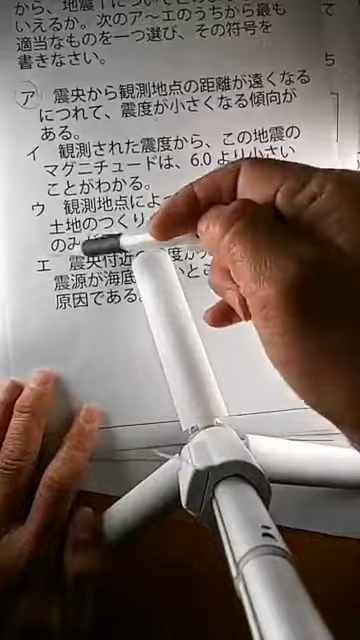 から、地震
いえるか。次のア〜エのうちから最も
適当なものを一つ選び、その符号を
書きなさい。
ア 震央から観測地点の距離が遠くなる
につれて、震度が小さくなる傾向が
ある。
イ 観測された震度から、この地震の
マグニチュードは、6.0 より小さい
ことがわかる。
ウ 観測地点によ
土地のつくり
のみ
エ 震央付近
震源が海底
原因である
て
5